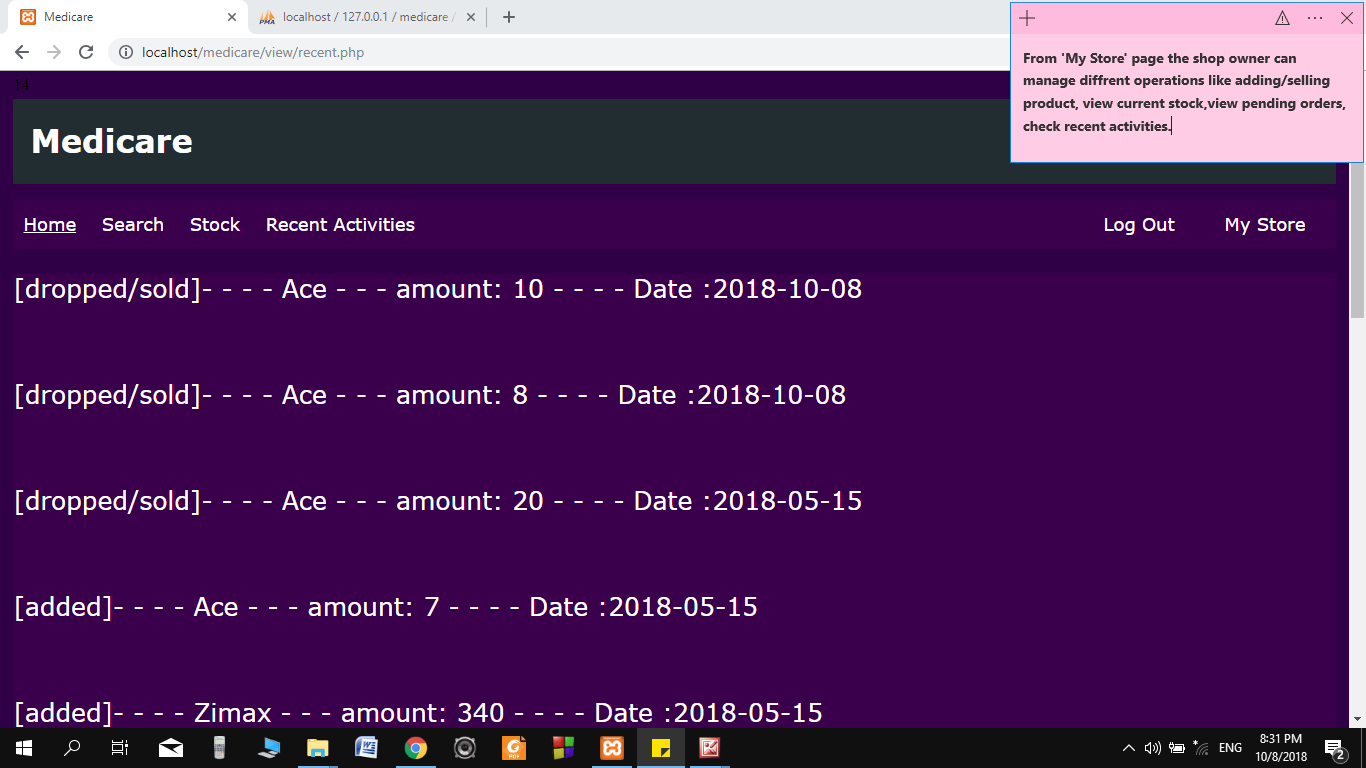 Medicare
localhost / 127.0.0.1 / medicare /
localhost/medicare/view/recent.php
From 'My Store' page the shop owner can
manage diffrent operations like adding/selling
product, view current stock,view pending orders,
check recent activities.
14
Medicare
Home Search Stock Recent Activities Log Out My Store
[dropped/sold]- - - - Ace - - - amount: 10 - - - - Date :2018-10-08
[dropped/sold]- - - - Ace - - - amount: 8 - - - - Date :2018-10-08
[dropped/sold]- - - - Ace - - - amount: 20 - - - - Date :2018-05-15
[added]- - - - Ace - - - amount: 7 - - - - Date :2018-05-15
[added]- - - - Zimax - - - amount: 340 - - - - Date :2018-05-15
ENG
8:31 PM
10/8/2018
2